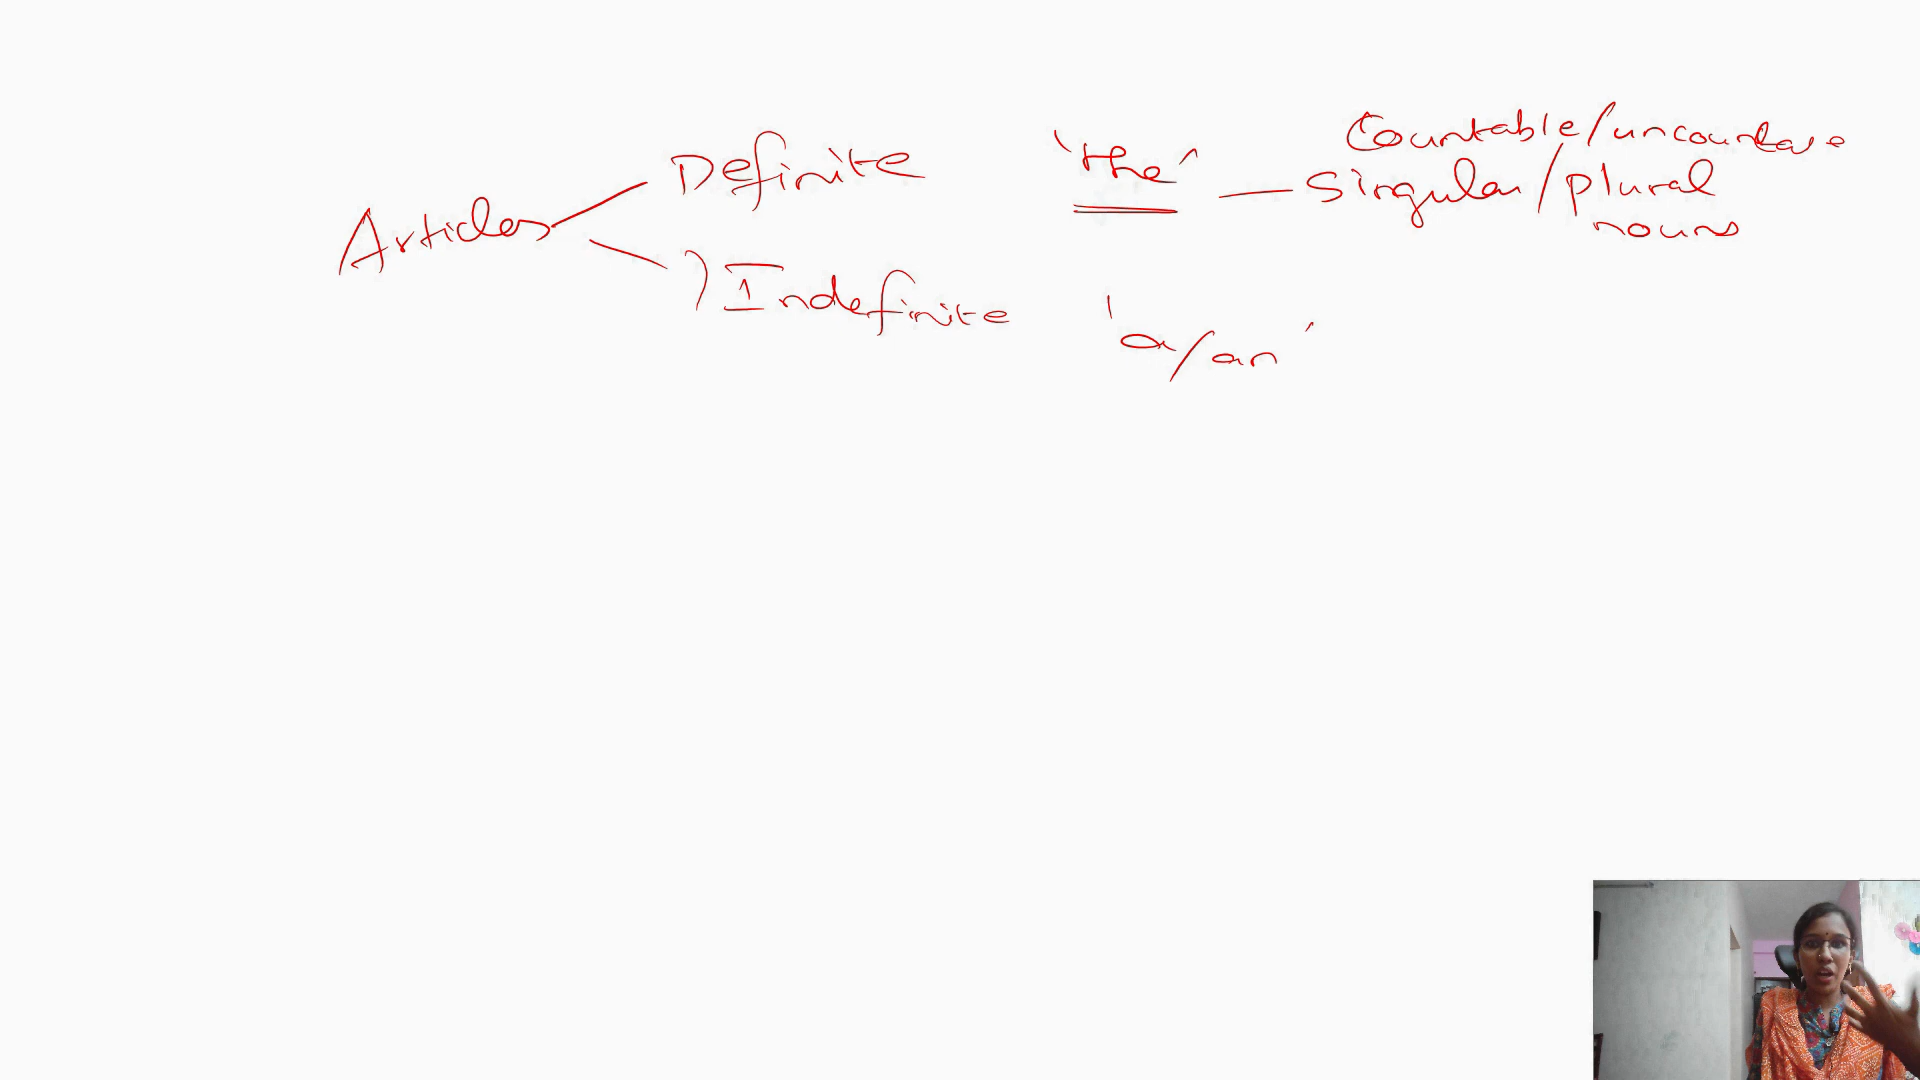 Articles
Definite 'the' — Countable/uncountable
Singular/plural
nouns
Indefinite 'a/an'